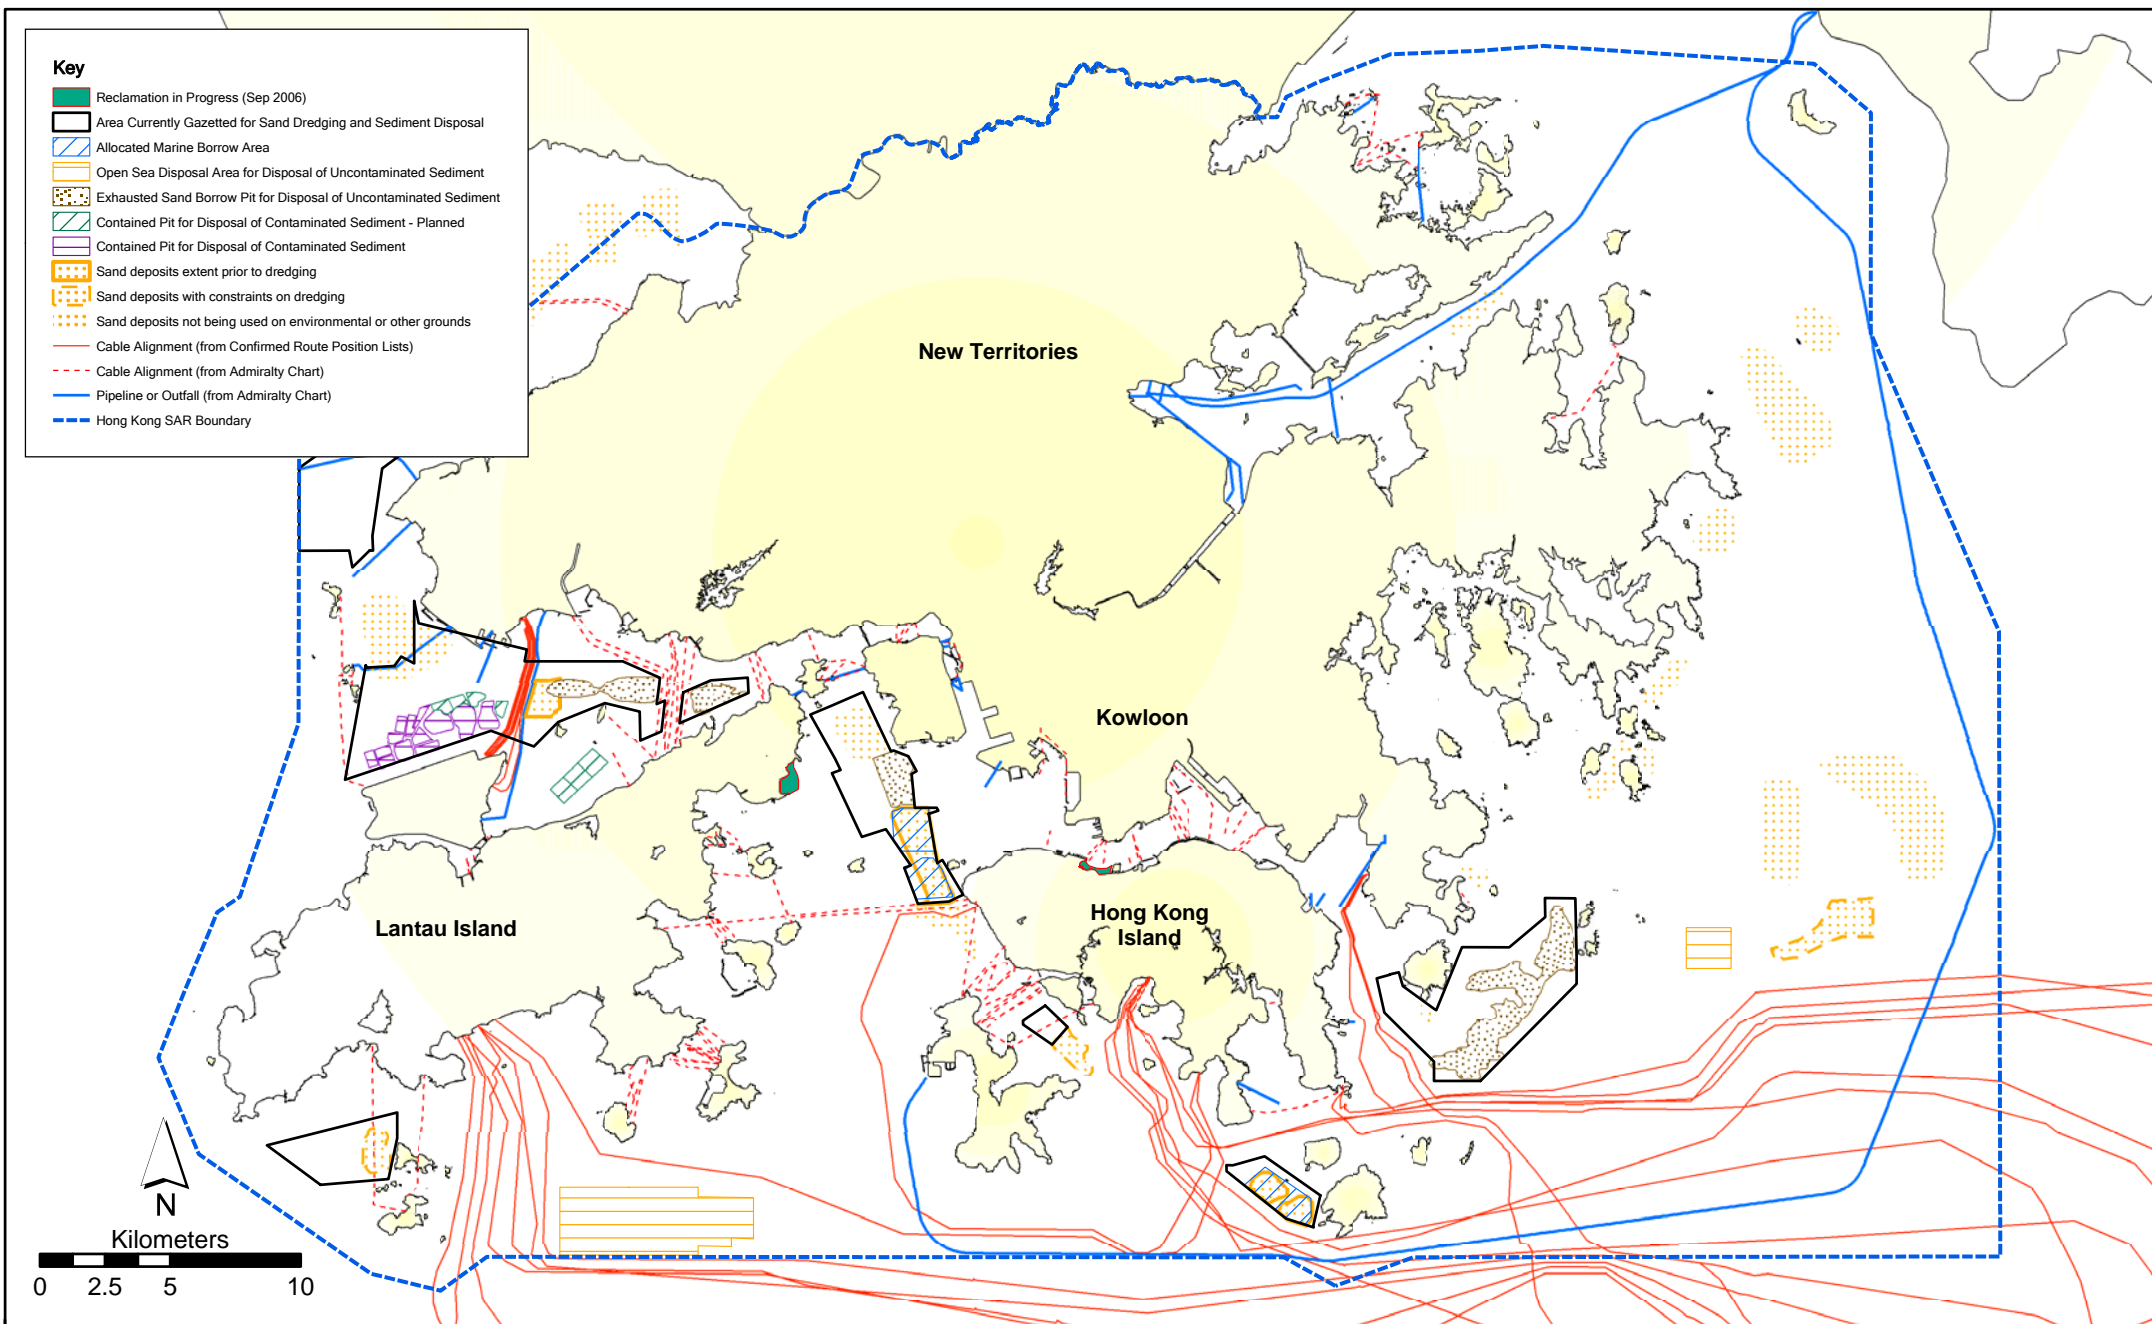 Key
Reclamation in Progress (Sep 2006)
Area Currently Gazetted for Sand Dredging and Sediment Disposal
Allocated Marine Borrow Area
Open Sea Disposal Area for Disposal of Uncontaminated Sediment
Exhausted Sand Borrow Pit for Disposal of Uncontaminated Sediment
Contained Pit for Disposal of Contaminated Sediment - Planned
Contained Pit for Disposal of Contaminated Sediment
Sand deposits extent prior to dredging
Sand deposits with constraints on dredging
Sand deposits not being used on environmental or other grounds
Cable Alignment (from Confirmed Route Position Lists)
Cable Alignment (from Admiralty Chart)
Pipeline or Outfall (from Admiralty Chart)
Hong Kong SAR Boundary
New Territories
Kowloon
Hong Kong
Island
Lantau Island
N
Kilometers
0 2.5 5 10